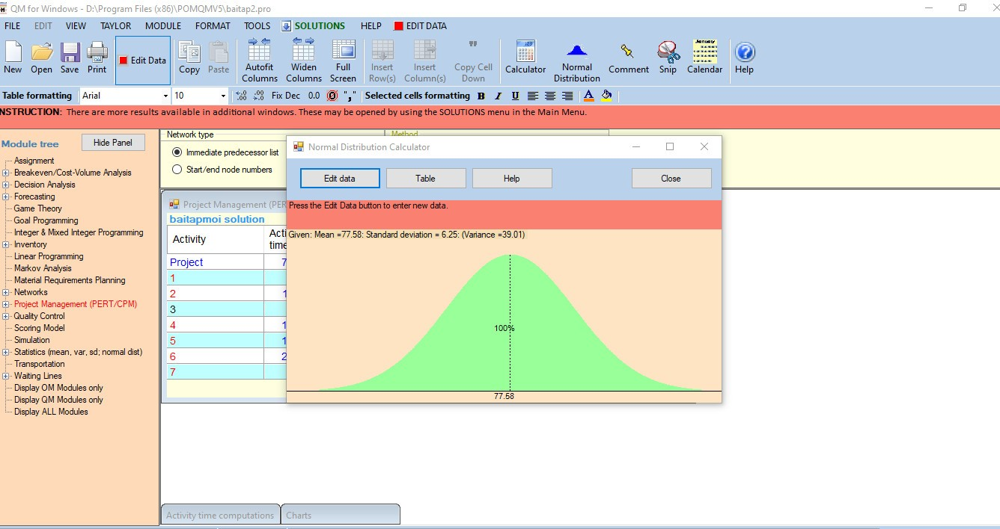 QM for Windows - D:\Program Files (x86)\POMQMV5\baitap2.pro
FILE EDIT VIEW TAYLOR MODULE FORMAT TOOLS SOLUTIONS HELP EDIT DATA
New Open Save Print Edit Data Copy Paste Autofit Columns Widen Columns Full Screen Insert Row(s) Insert Column(s) Copy Cell Down Calculator Normal Distribution Comment Snip January Calendar Help
Table formatting Arial 10 Fix Dec 0.0 "," Selected cells formatting B I U A
NSTRUCTION: There are more results available in additional windows. These may be opened by using the SOLUTIONS menu in the Main Menu.
Module tree
Hide Panel
Assignment
Breakeven/Cost-Volume Analysis
Decision Analysis
Forecasting
Game Theory
Goal Programming
Integer & Mixed Integer Programming
Inventory
Linear Programming
Markov Analysis
Material Requirements Planning
Networks
Project Management (PERT/CPM)
Quality Control
Scoring Model
Simulation
Statistics (mean, var, sd; normal dist)
Transportation
Waiting Lines
Display OM Modules only
Display QM Modules only
Display ALL Modules
Network type
Immediate predecessor list
Start/end node numbers
Method
Project Management (PER
baitapmoi solution
Activity
Acti
time
Project 7
1
2 1
3
4 1
5 1
6 2
7
Normal Distribution Calculator
Edit data Table Help Close
Press the Edit Data button to enter new data.
Given: Mean =77.58: Standard deviation = 6.25: (Variance =39.01)
100%
77.58
Activity time computations
Charts